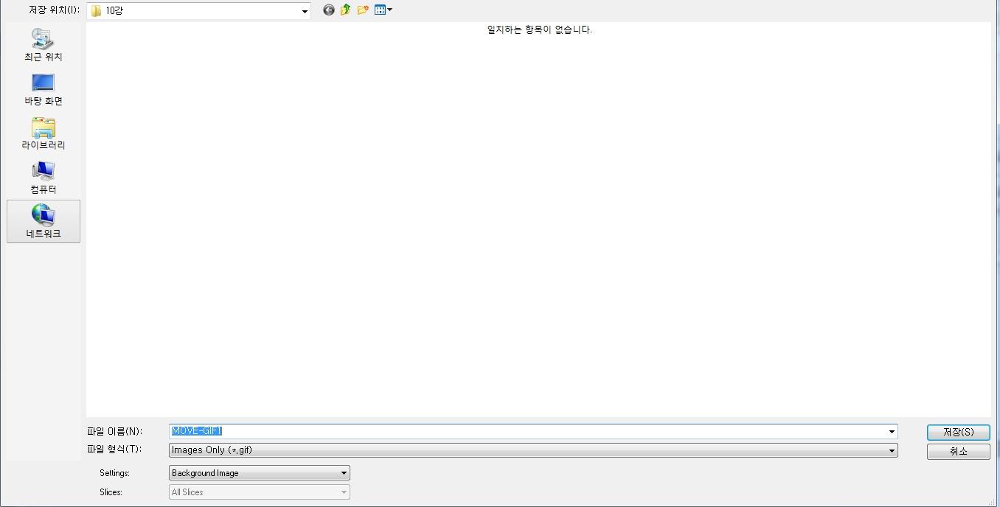 저장 위치(I): 10강
일치하는 항목이 없습니다.
최근 위치
바탕 화면
라이브러리
컴퓨터
네트워크
파일 이름(N): MOVE-GIF1 저장(S)
파일 형식(T): Images Only (*.gif) 취소
Settings: Background Image
Slices: All Slices